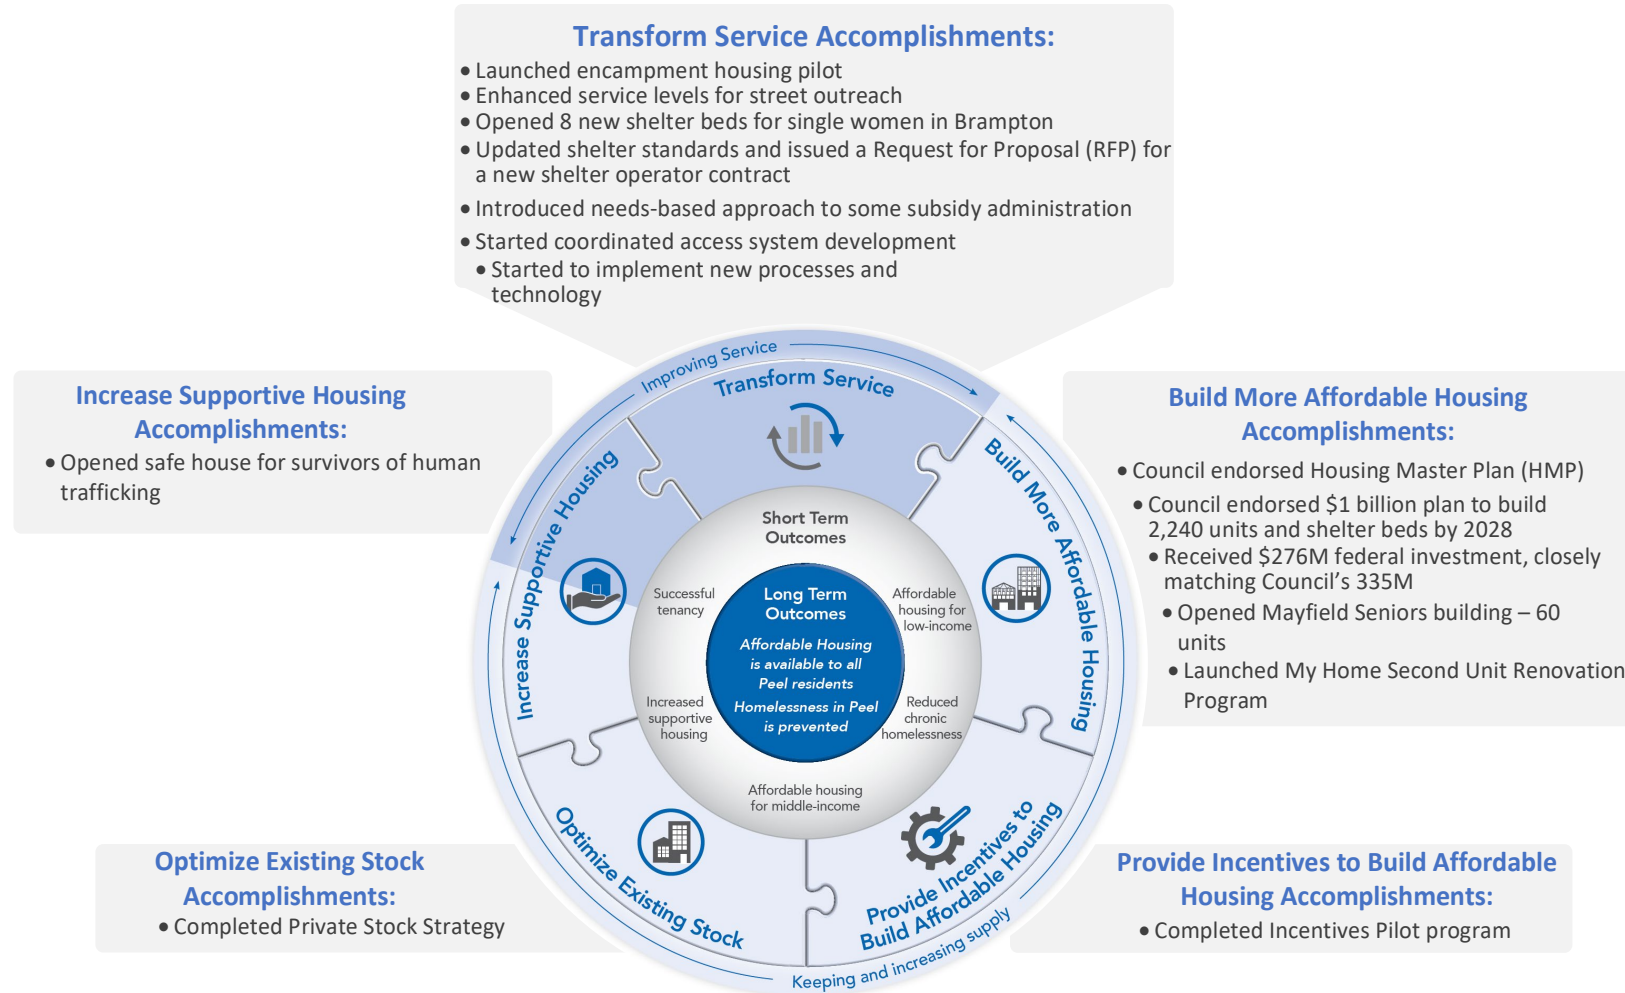 Transform Service Accomplishments:
• Launched encampment housing pilot
• Enhanced service levels for street outreach
• Opened 8 new shelter beds for single women in Brampton
• Updated shelter standards and issued a Request for Proposal (RFP) for
a new shelter operator contract
• Introduced needs-based approach to some subsidy administration
• Started coordinated access system development
• Started to implement new processes and
technology
Increase Supportive Housing
Accomplishments:
• Opened safe house for survivors of human
trafficking
Build More Affordable Housing
Accomplishments:
• Council endorsed Housing Master Plan (HMP)
• Council endorsed $1 billion plan to build
2,240 units and shelter beds by 2028
• Received $276M federal investment, closely
matching Council’s 335M
• Opened Mayfield Seniors building – 60
units
• Launched My Home Second Unit Renovation
Program
Improving Service
Transform Service
Increase Supportive Housing
Build More Affordable Housing
Short Term
Outcomes
Successful
tenancy
Affordable
housing for
low-income
Long Term
Outcomes
Affordable Housing
is available to all
Peel residents
Homelessness in Peel
is prevented
Increased
supportive
housing
Reduced
chronic
homelessness
Affordable housing
for middle-income
Optimize Existing Stock
Provide Incentives to
Build Affordable Housing
Keeping and increasing supply
Optimize Existing Stock
Accomplishments:
• Completed Private Stock Strategy
Provide Incentives to Build Affordable
Housing Accomplishments:
• Completed Incentives Pilot program